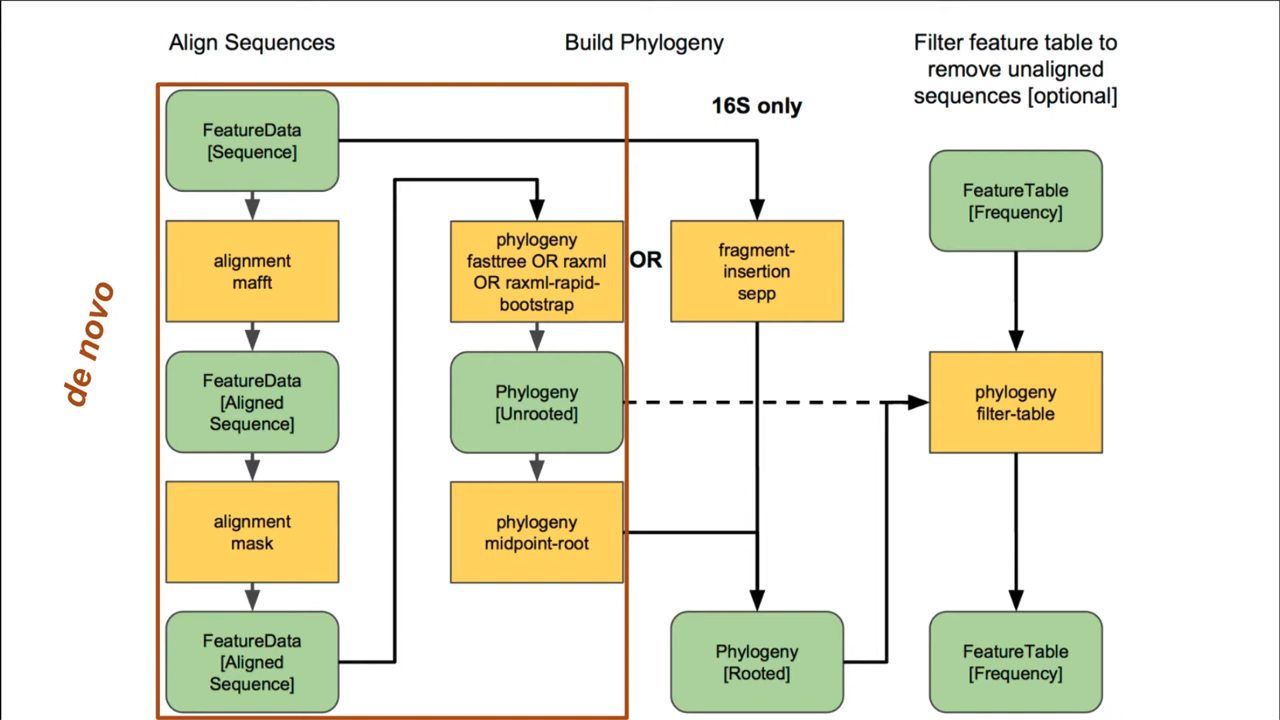 Align Sequences
Build Phylogeny
Filter feature table to
remove unaligned
sequences [optional]
16S only
de novo
FeatureData
[Sequence]
alignment
mafft
FeatureData
[Aligned
Sequence]
alignment
mask
FeatureData
[Aligned
Sequence]
phylogeny
fasttree OR raxml
OR raxml-rapid-
bootstrap
Phylogeny
[Unrooted]
phylogeny
midpoint-root
OR
fragment-
insertion
sepp
Phylogeny
[Rooted]
FeatureTable
[Frequency]
phylogeny
filter-table
FeatureTable
[Frequency]